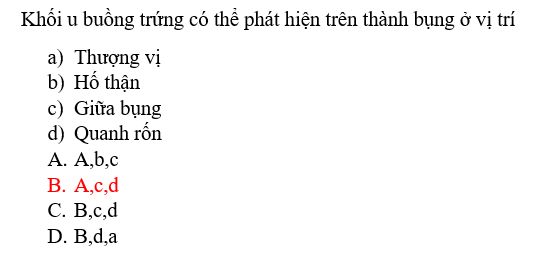 Khối u buồng trứng có thể phát hiện trên thành bụng ở vị trí
a) Thượng vị
b) Hố thận
c) Giữa bụng
d) Quanh rốn
A. A,b,c
B. A,c,d
C. B,c,d
D. B,d,a